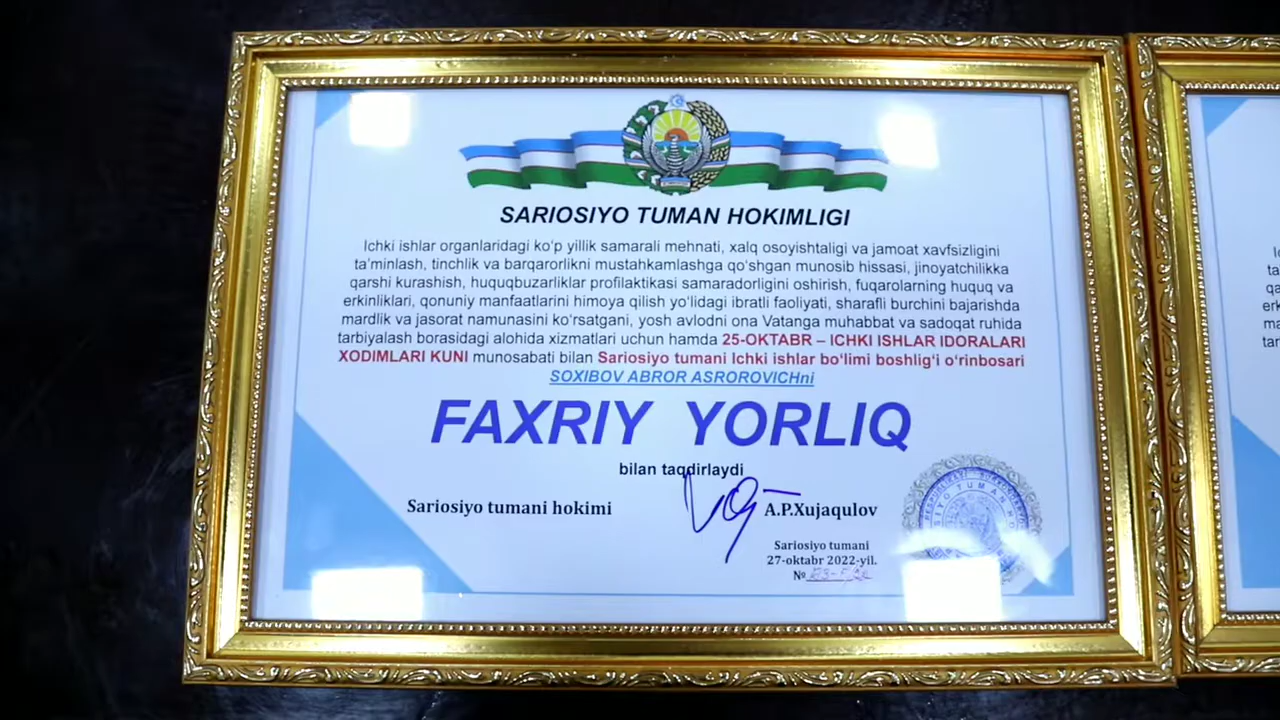 SARIOSIYO TUMAN HOKIMLIGI
Ichki ishlar organlaridagi ko‘p yillik samarali mehnati, xalq osoyishtaligi va jamoat xavfsizligini
ta’minlash, tinchlik va barqarorlikni mustahkamlashga qo‘shgan munosib hissasi, jinoyatchilikka
qarshi kurashish, huquqbuzarliklar profilaktikasi samaradorligini oshirish, fuqarolarning huquq va
erkinliklari, qonuniy manfaatlarini himoya qilish yo‘lidagi ibratli faoliyati, sharafli burchini bajarishda
mardlik va jasorat namunasini ko‘rsatgani, yosh avlodni ona Vatanga muhabbat va sadoqat ruhida
tarbiyalash borasidagi alohida xizmatlari uchun hamda 25-OKTABR – ICHKI ISHLAR IDORALARI
XODIMLARI KUNI munosabati bilan Sariosiyo tumani Ichki ishlar bo‘limi boshlig‘i o‘rinbosari
SOXIBOV ABROR ASROROVICHni
FAXRIY YORLIQ
bilan taqdirlaydi
Sariosiyo tumani hokimi A.P.Xujaqulov
Sariosiyo tumani
27-oktabr 2022-yil.
№